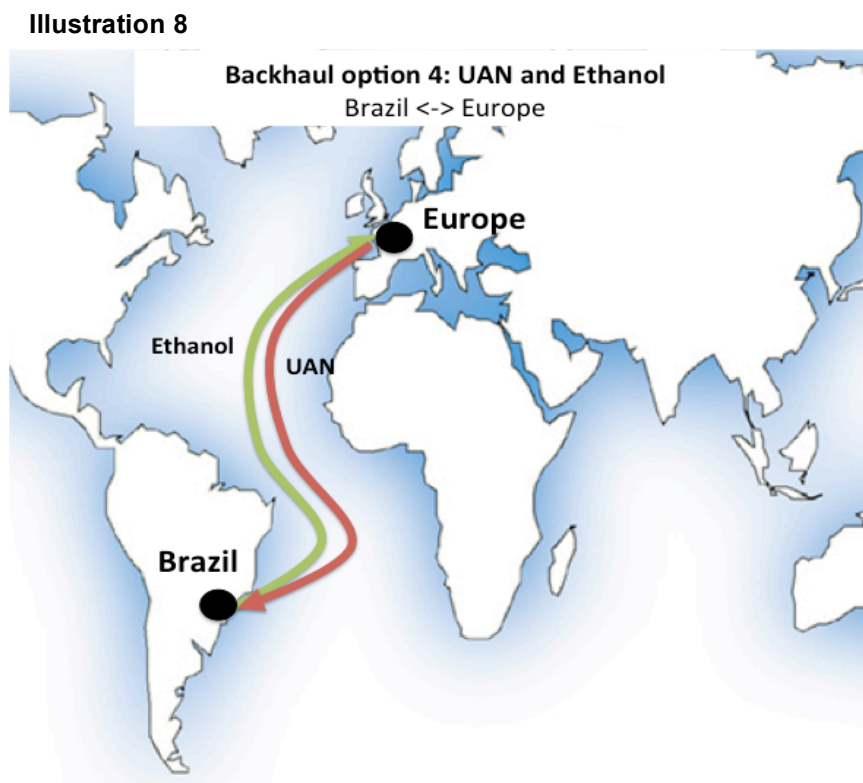 Illustration 8
Backhaul option 4: UAN and Ethanol
Brazil <-> Europe
Europe
Ethanol
UAN
Brazil